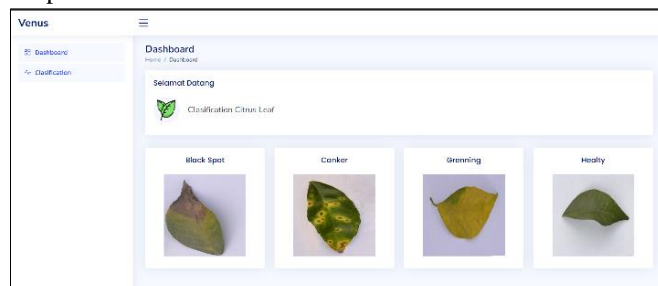 Venus
Dashboard
Clasification
Dashboard
Home / Dashboard
Selamat Datang
Clasification Citrus Leaf
Black Spot
Canker
Grenning
Healty